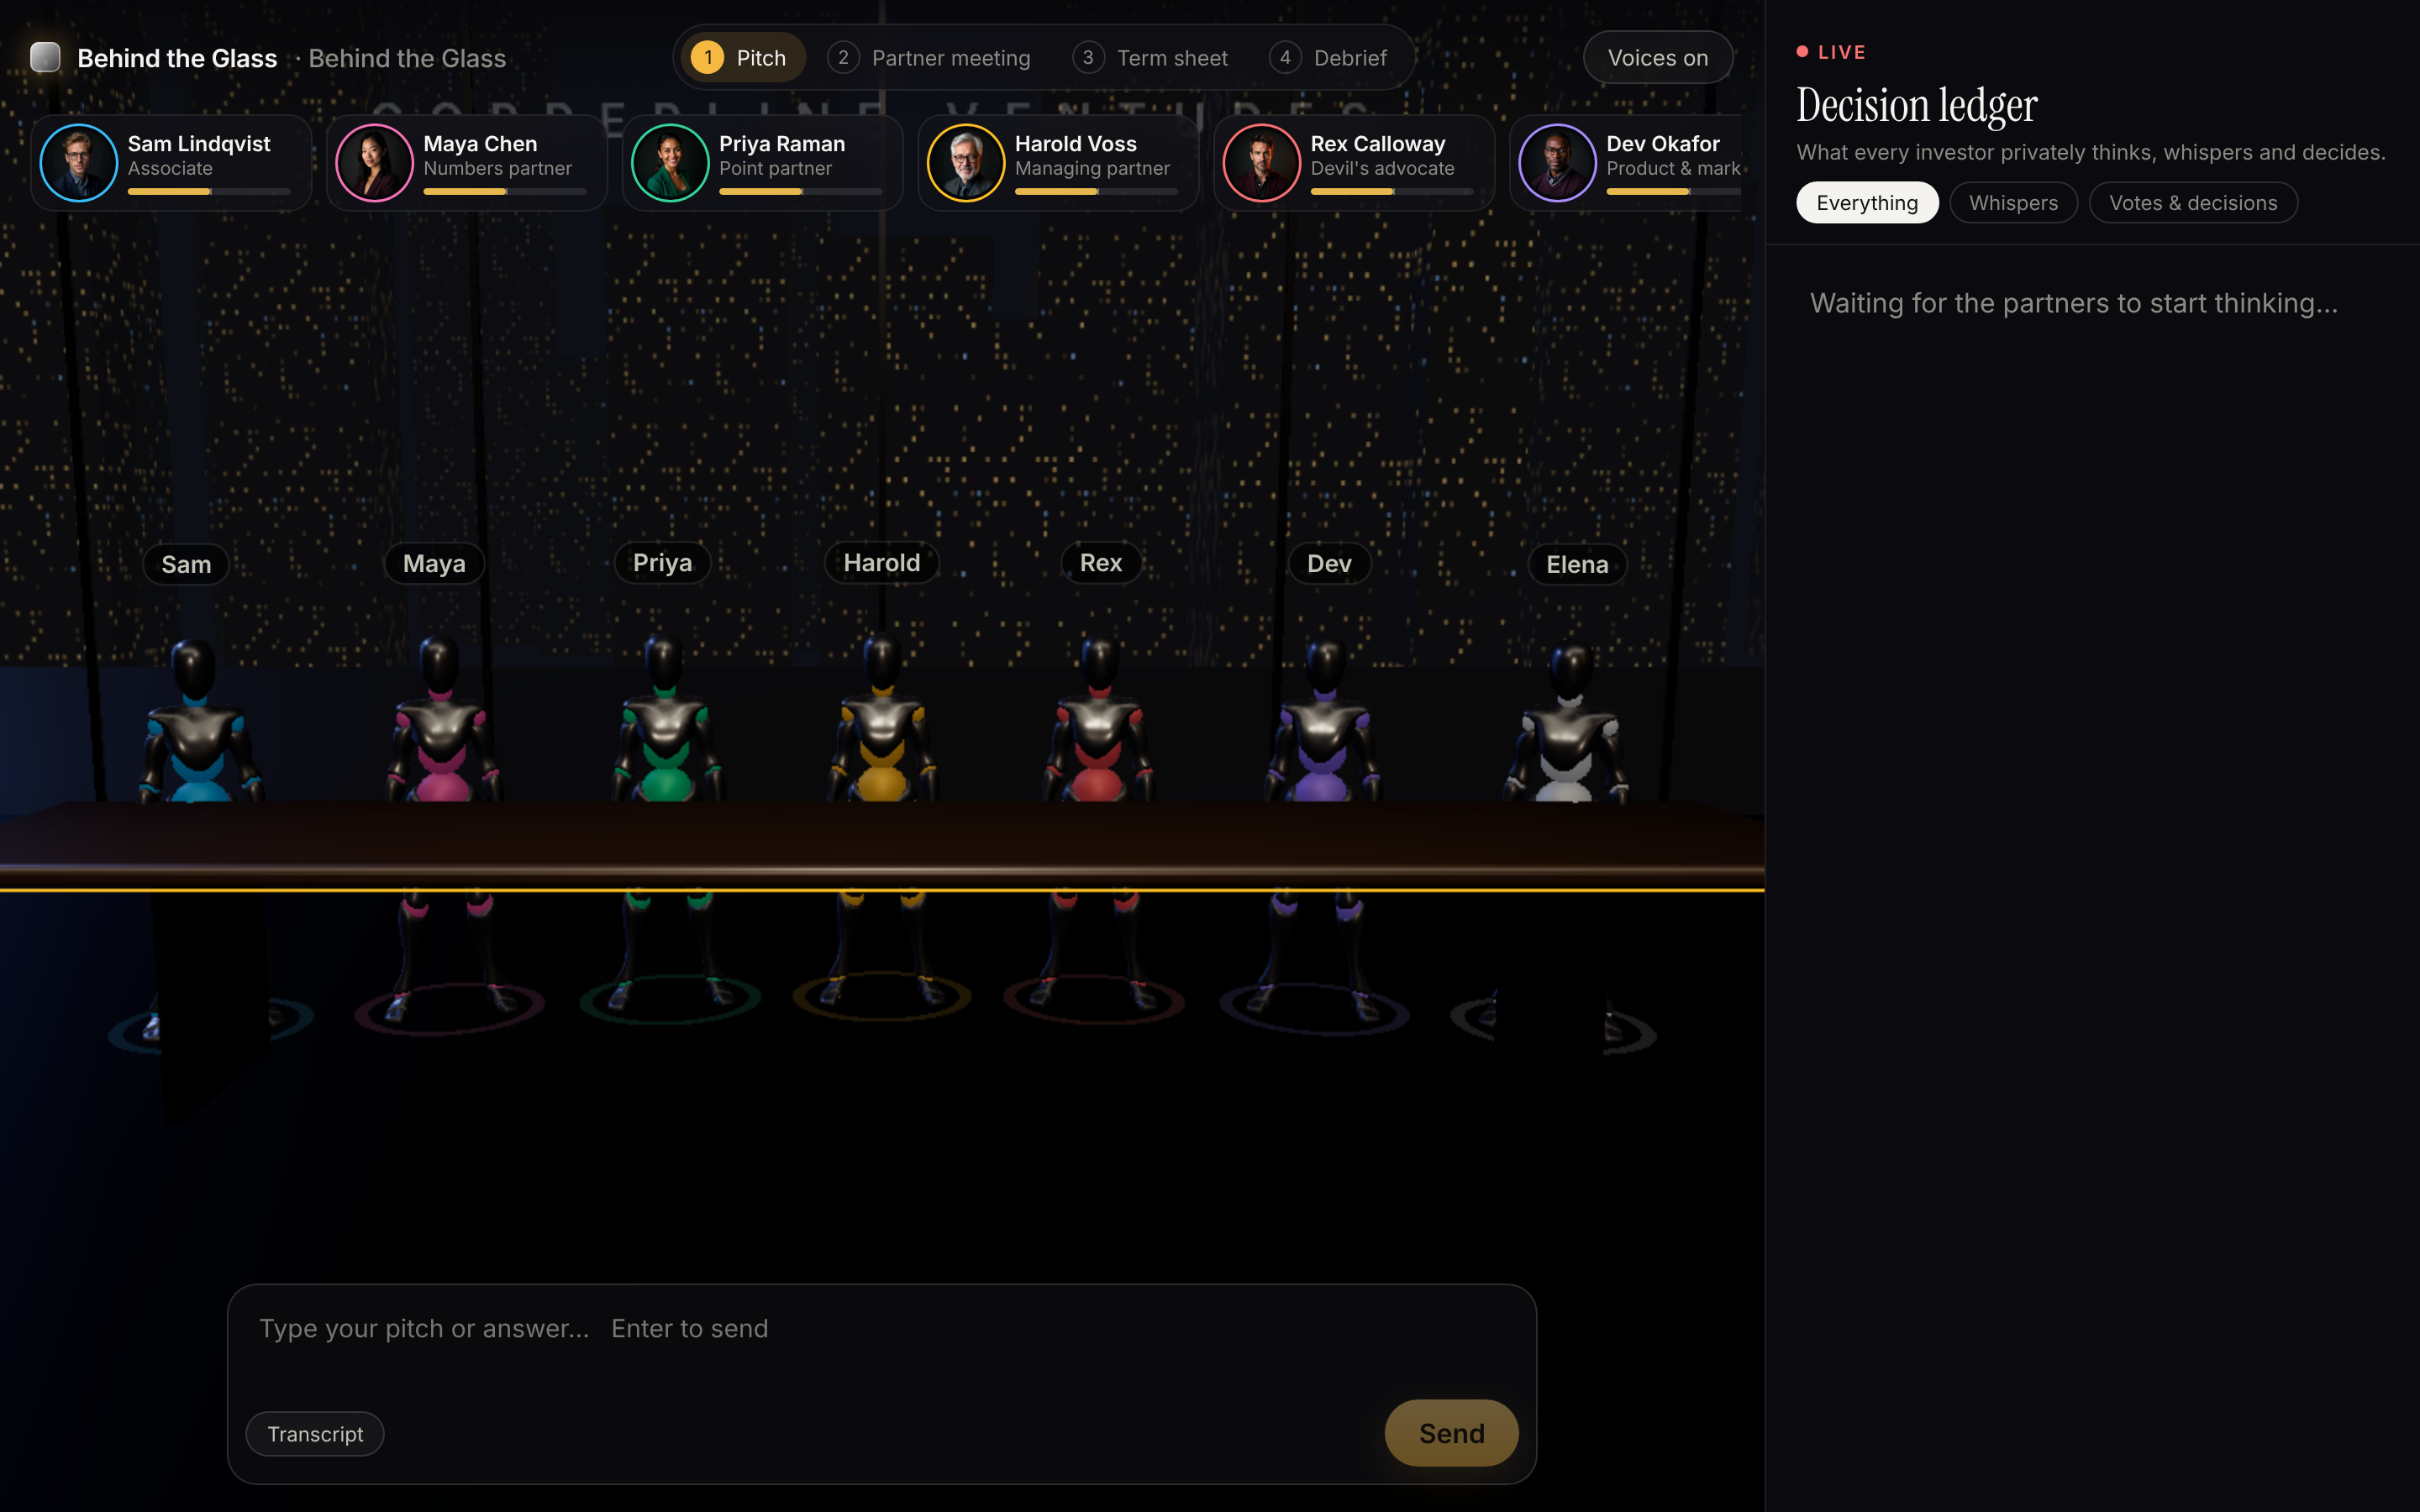 Behind the Glass · Behind the Glass
1 Pitch 2 Partner meeting 3 Term sheet 4 Debrief
Voices on
COPPERLINE VENTURES
Sam Lindqvist
Associate
Maya Chen
Numbers partner
Priya Raman
Point partner
Harold Voss
Managing partner
Rex Calloway
Devil's advocate
Dev Okafor
Product & mark
Sam
Maya
Priya
Harold
Rex
Dev
Elena
Type your pitch or answer... Enter to send
Transcript
Send
LIVE
Decision ledger
What every investor privately thinks, whispers and decides.
Everything
Whispers
Votes & decisions
Waiting for the partners to start thinking...